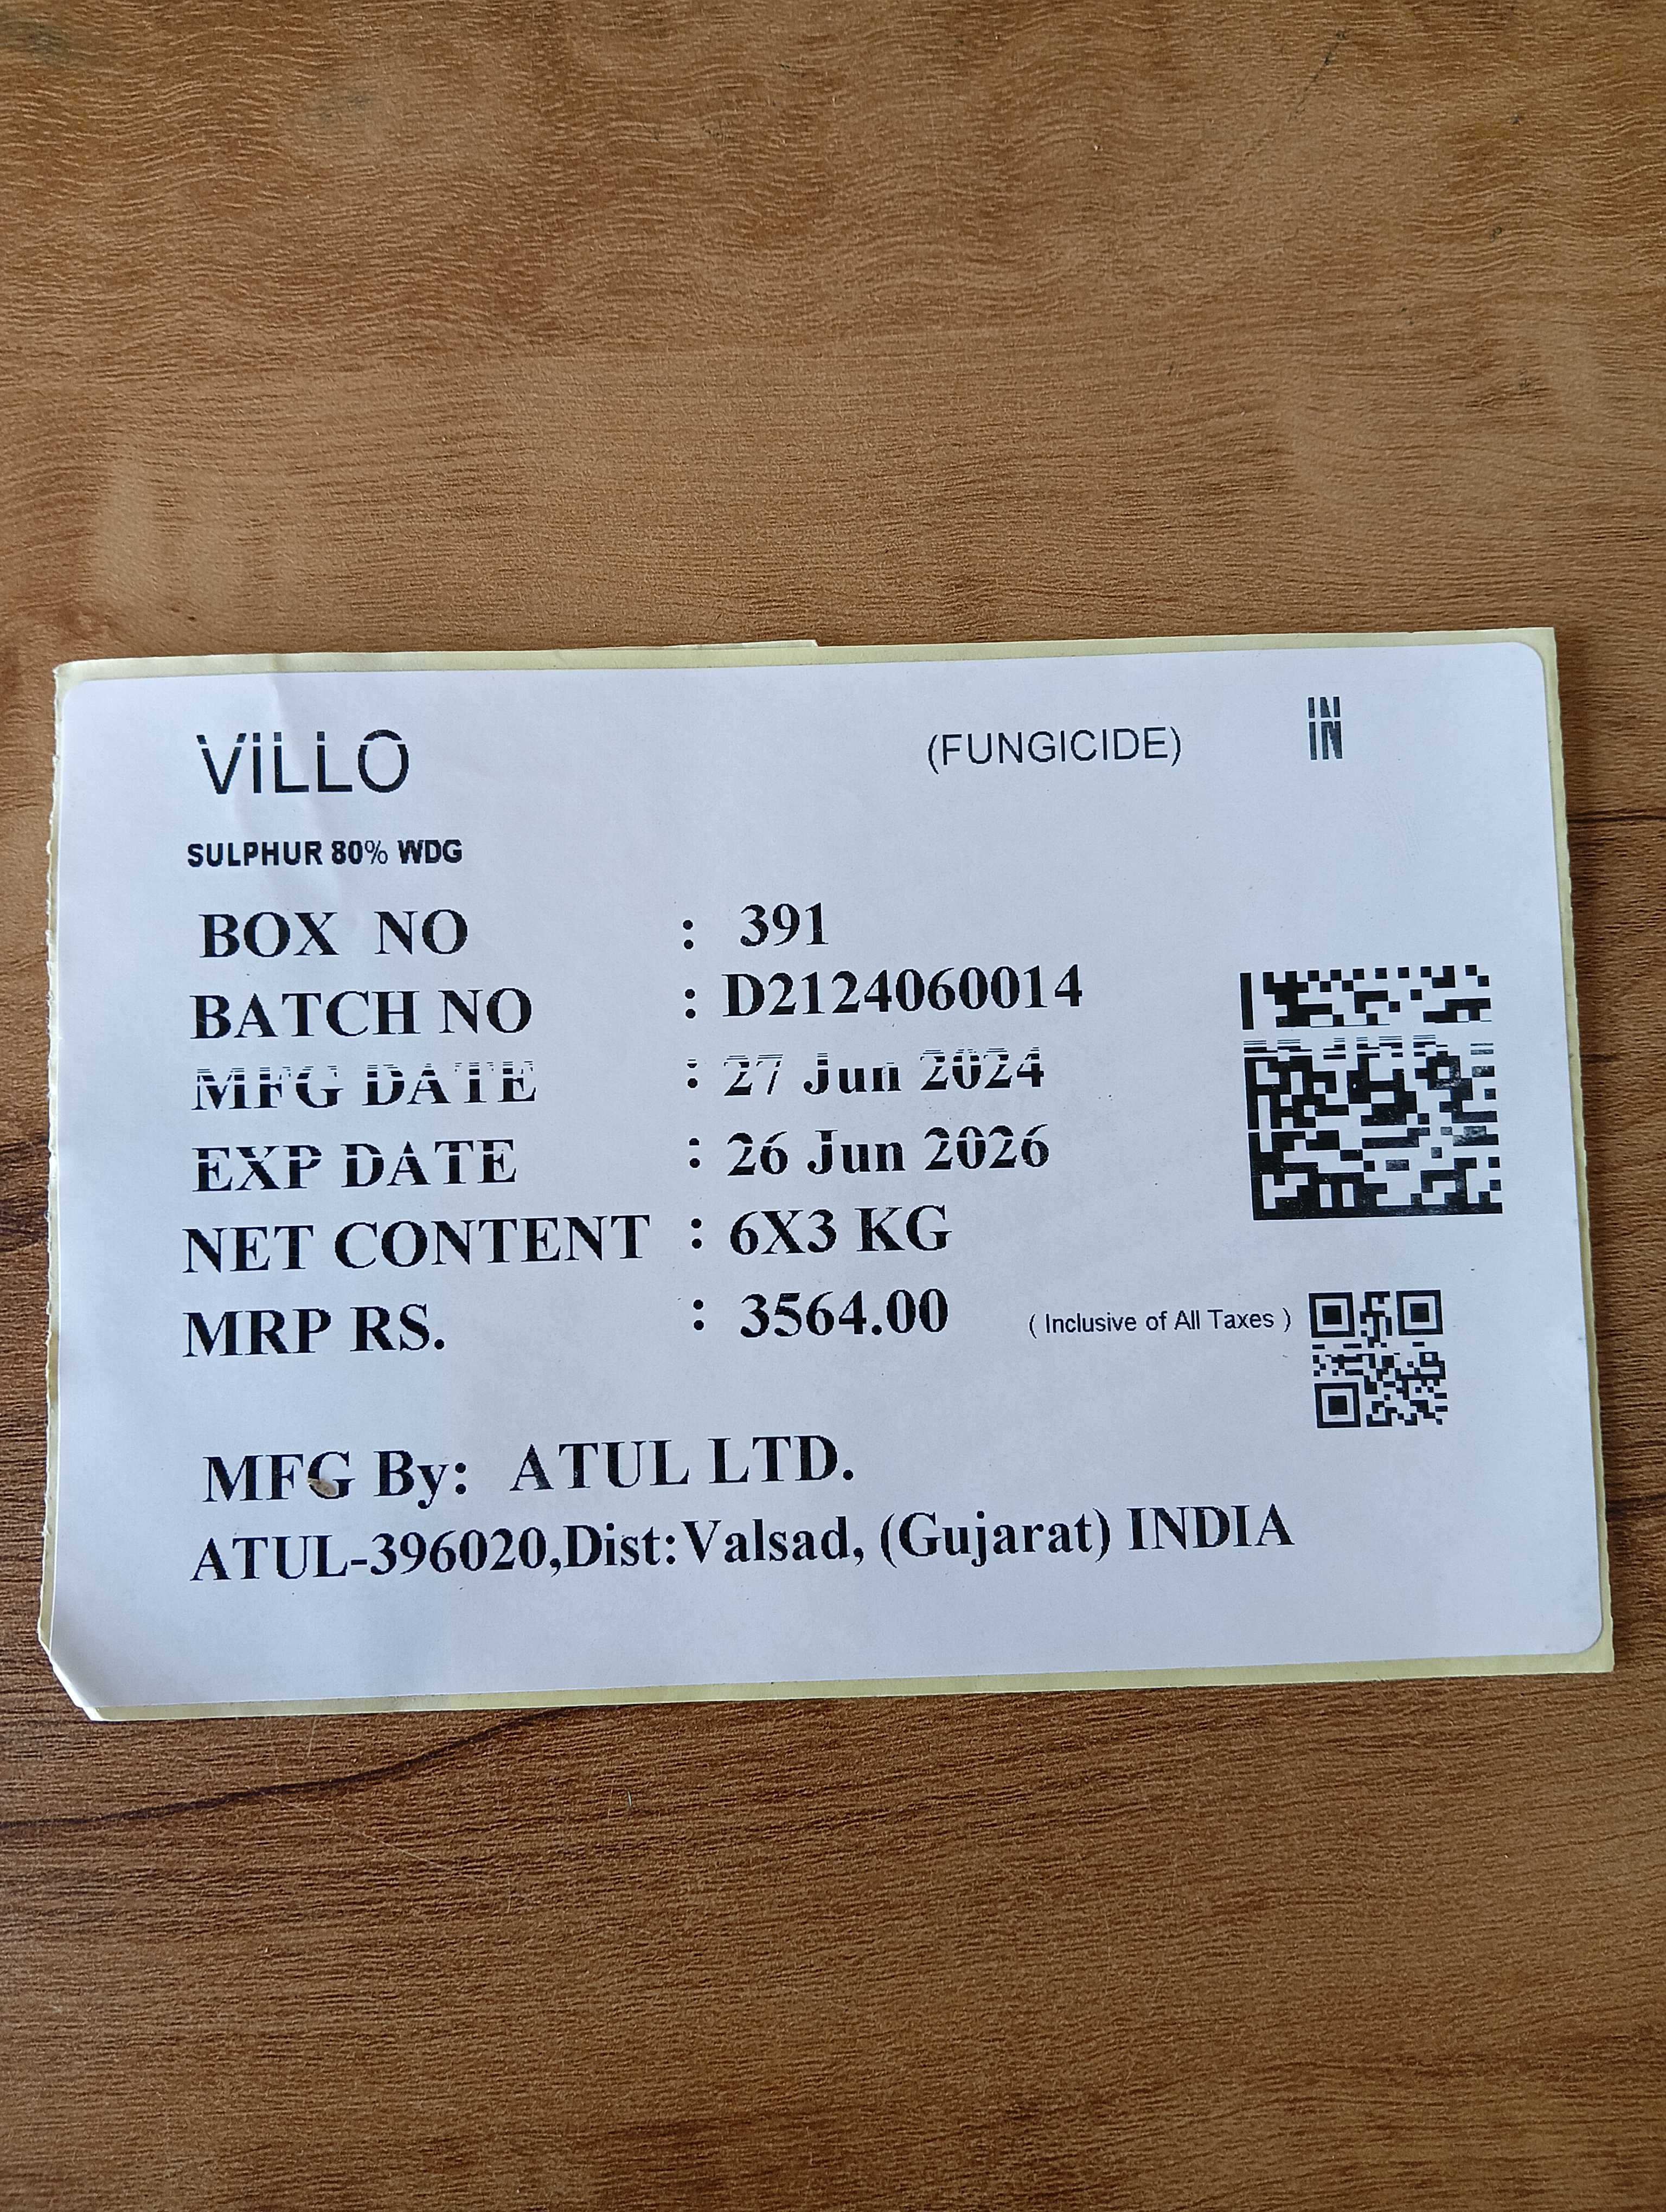 VILLO (FUNGICIDE) IN
SULPHUR 80% WDG
BOX NO : 391
BATCH NO : D2124060014
MFG DATE : 27 Jun 2024
EXP DATE : 26 Jun 2026
NET CONTENT : 6X3 KG
MRP RS. : 3564.00 ( Inclusive of All Taxes )
MFG By: ATUL LTD.
ATUL-396020,Dist:Valsad, (Gujarat) INDIA